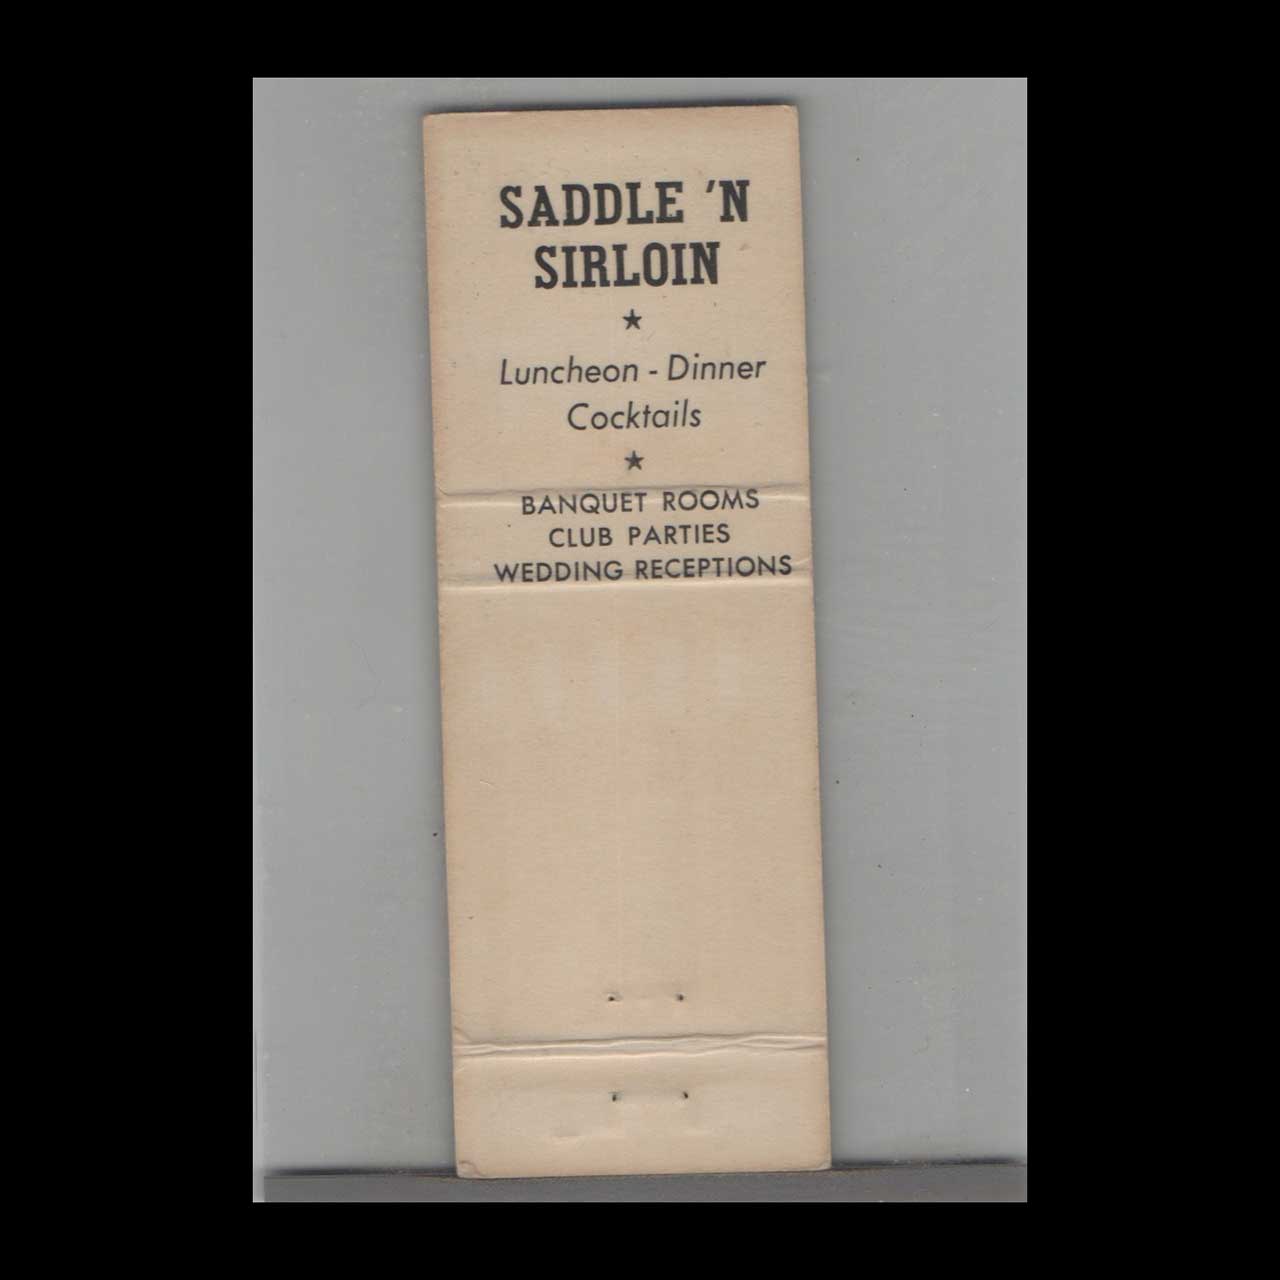 SADDLE 'N
SIRLOIN
★
Luncheon - Dinner
Cocktails
★
BANQUET ROOMS
CLUB PARTIES
WEDDING RECEPTIONS